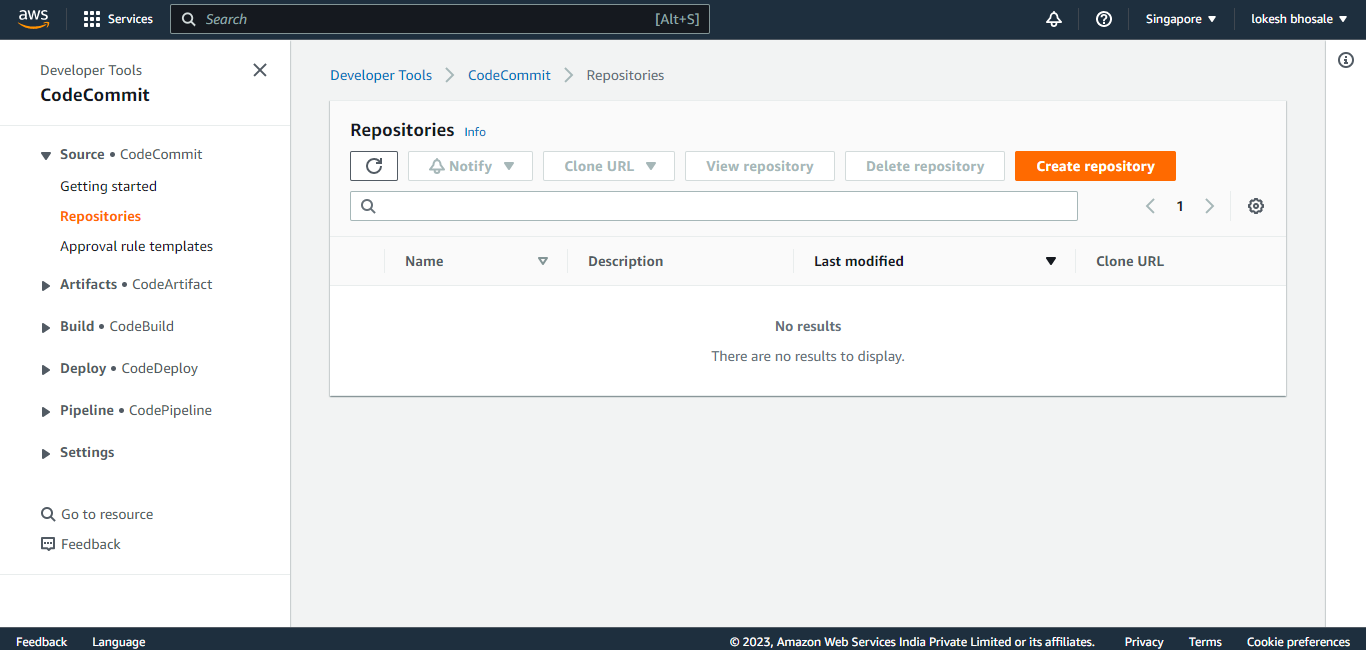 aws Services Search [Alt+S] Singapore lokesh bhosale
Developer Tools
CodeCommit
Source • CodeCommit
Getting started
Repositories
Approval rule templates
Artifacts • CodeArtifact
Build • CodeBuild
Deploy • CodeDeploy
Pipeline • CodePipeline
Settings
Go to resource
Feedback
Developer Tools CodeCommit Repositories
Repositories Info
Notify Clone URL View repository Delete repository Create repository
1
Name Description Last modified Clone URL
No results
There are no results to display.
Feedback Language © 2023, Amazon Web Services India Private Limited or its affiliates. Privacy Terms Cookie preferences